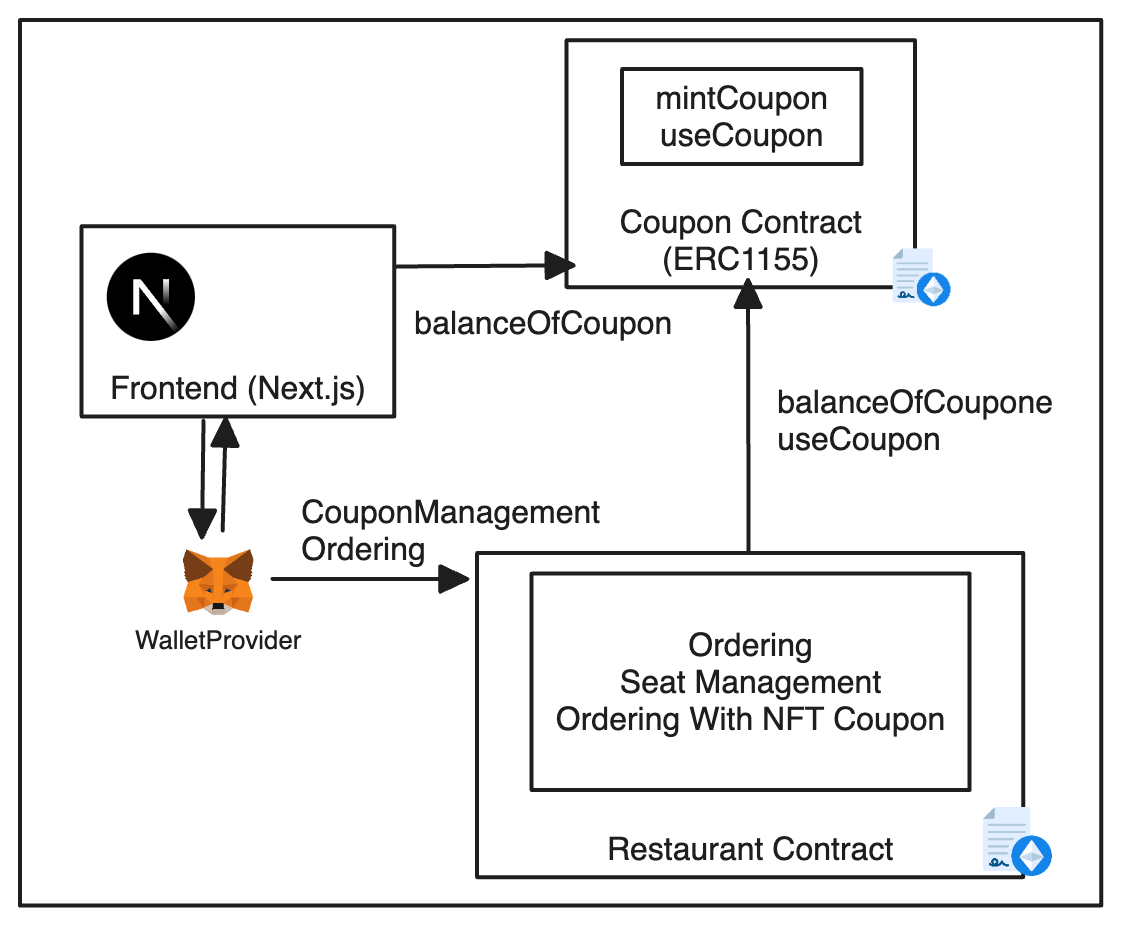 mintCoupon
useCoupon
Coupon Contract
(ERC1155)
N
Frontend (Next.js)
balanceOfCoupon
balanceOfCoupone
useCoupon
CouponManagement
Ordering
WalletProvider
Ordering
Seat Management
Ordering With NFT Coupon
Restaurant Contract